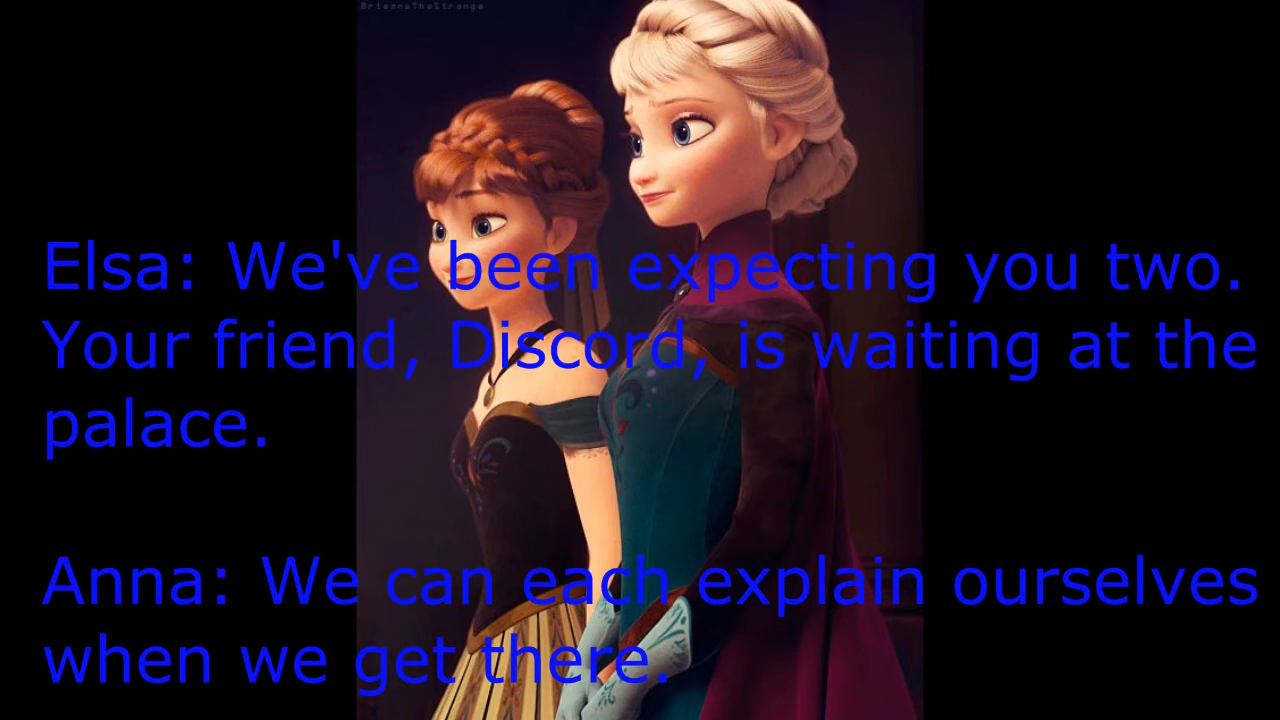 BriannaTheStrange
Elsa: We've been expecting you two.
Your friend, Discord, is waiting at the
palace.
Anna: We can each explain ourselves
when we get there.